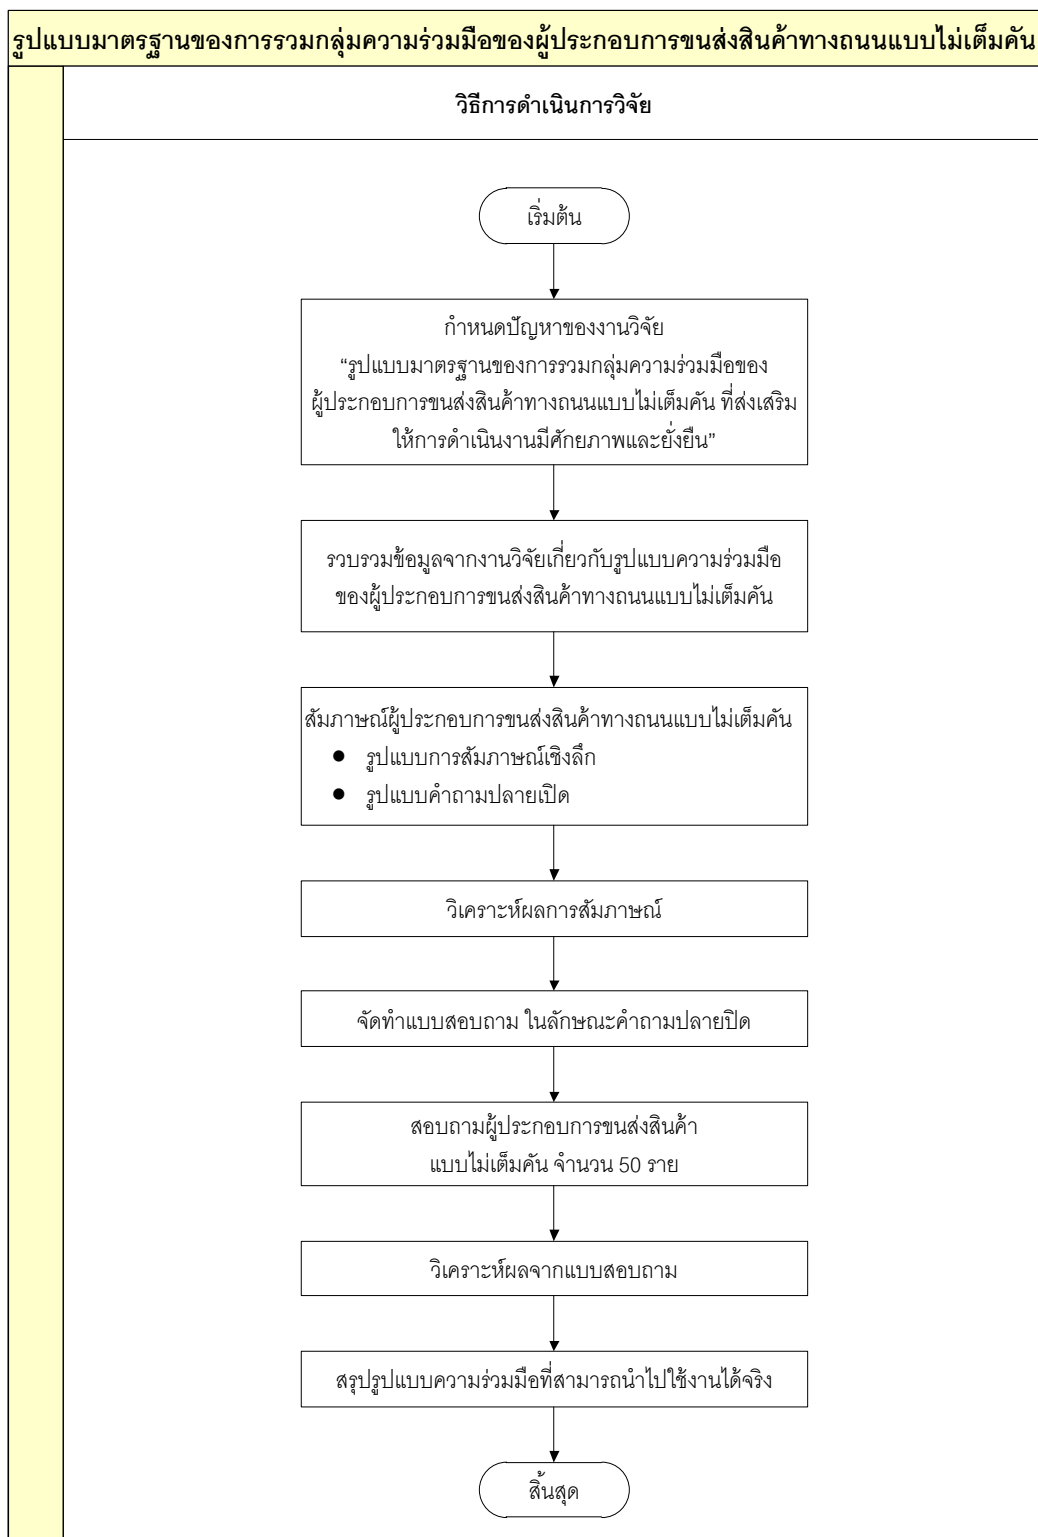 รูปแบบมาตรฐานของการรวมกลุ่มความร่วมมือของผู้ประกอบการขนส่งสินค้าทางถนนแบบไม่เต็มคัน
วิธีการดำเนินการวิจัย
เริ่มต้น
กำหนดปัญหาของงานวิจัย
“รูปแบบมาตรฐานของการรวมกลุ่มความร่วมมือของ
ผู้ประกอบการขนส่งสินค้าทางถนนแบบไม่เต็มคัน ที่ส่งเสริม
ให้การดำเนินงานมีศักยภาพและยั่งยืน”
รวบรวมข้อมูลจากงานวิจัยเกี่ยวกับรูปแบบความร่วมมือ
ของผู้ประกอบการขนส่งสินค้าทางถนนแบบไม่เต็มคัน
สัมภาษณ์ผู้ประกอบการขนส่งสินค้าทางถนนแบบไม่เต็มคัน
● รูปแบบการสัมภาษณ์เชิงลึก
● รูปแบบคำถามปลายเปิด
วิเคราะห์ผลการสัมภาษณ์
จัดทำแบบสอบถาม ในลักษณะคำถามปลายปิด
สอบถามผู้ประกอบการขนส่งสินค้า
แบบไม่เต็มคัน จำนวน 50 ราย
วิเคราะห์ผลจากแบบสอบถาม
สรุปรูปแบบความร่วมมือที่สามารถนำไปใช้งานได้จริง
สิ้นสุด